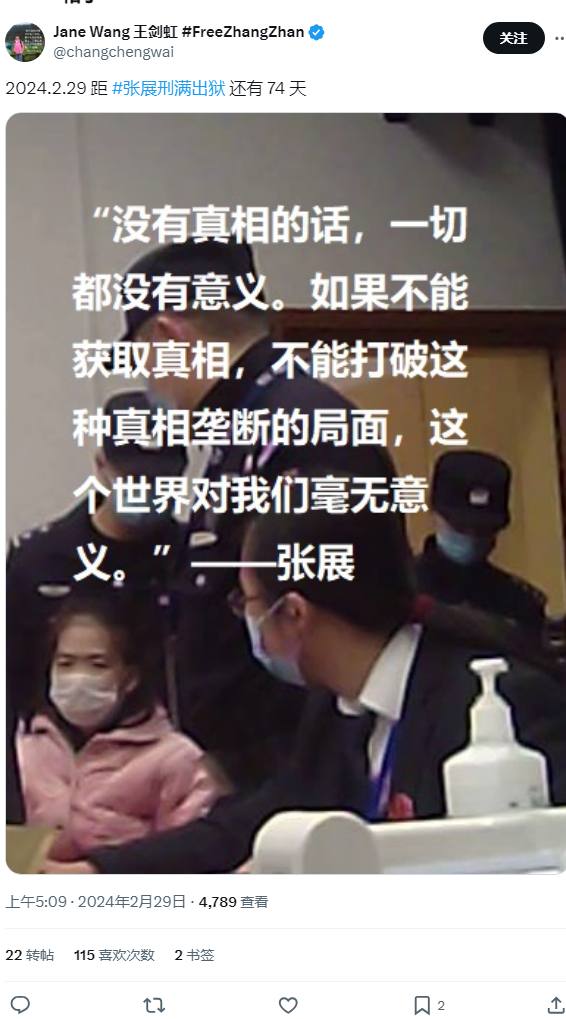 Jane Wang 王剑虹 #FreeZhangZhan
@changchengwai
关注
2024.2.29 距 #张展刑满出狱 还有 74 天
“没有真相的话，一切
都没有意义。如果不能
获取真相，不能打破这
种真相垄断的局面，这
个世界对我们毫无意
义。”——张展
上午5:09 · 2024年2月29日 · 4,789 查看
22 转帖 115 喜欢次数 2 书签
2